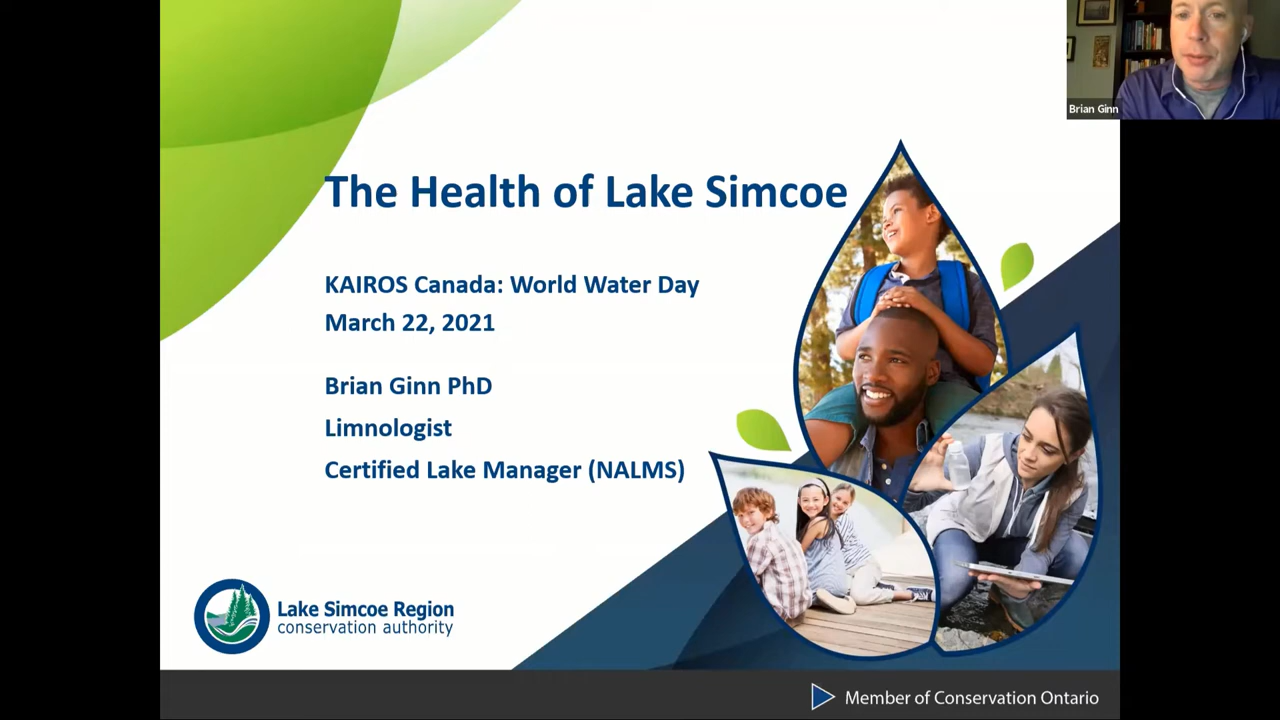 Brian Ginn
The Health of Lake Simcoe
KAIROS Canada: World Water Day
March 22, 2021
Brian Ginn PhD
Limnologist
Certified Lake Manager (NALMS)
Lake Simcoe Region
conservation authority
Member of Conservation Ontario